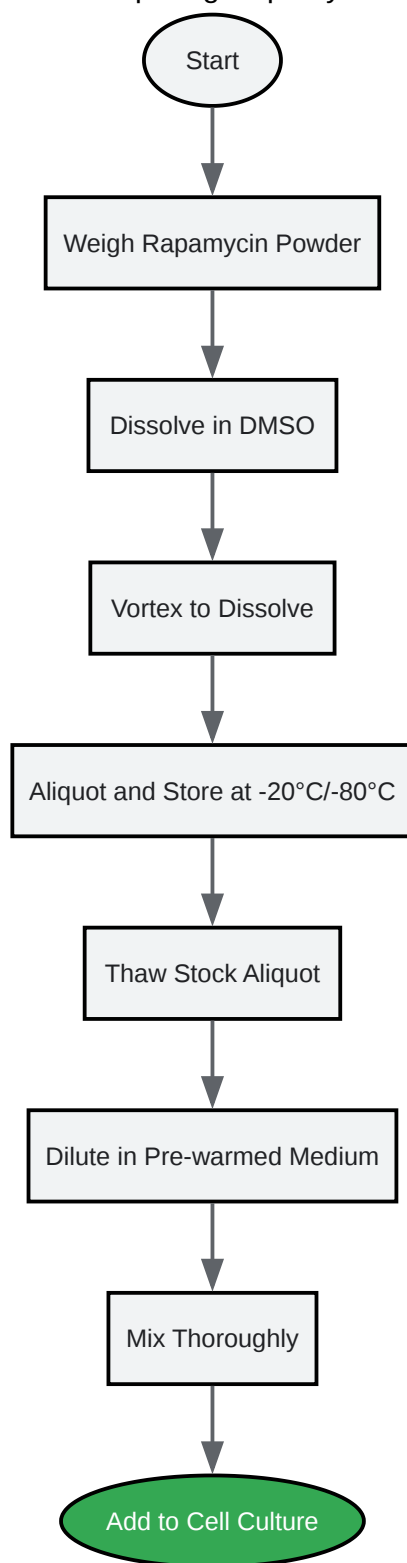 Start
Weigh Rapamycin Powder
Dissolve in DMSO
Vortex to Dissolve
Aliquot and Store at -20°C/-80°C
Thaw Stock Aliquot
Dilute in Pre-warmed Medium
Mix Thoroughly
Add to Cell Culture